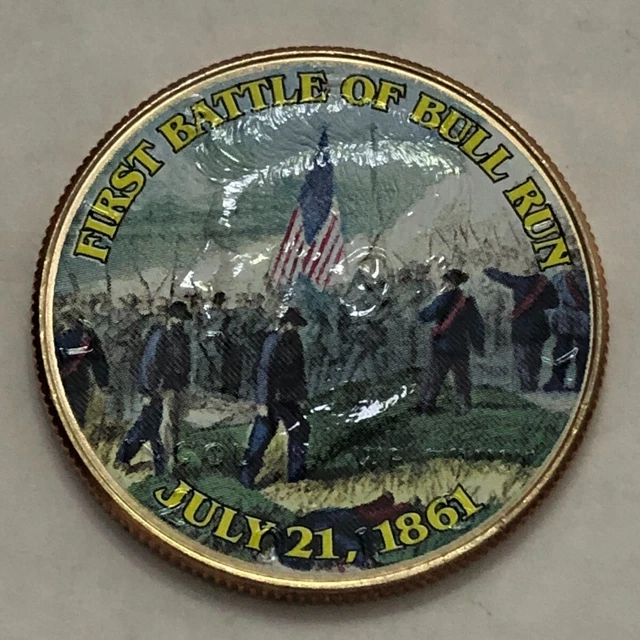 FIRST BATTLE OF BULL RUN
JULY 21, 1861